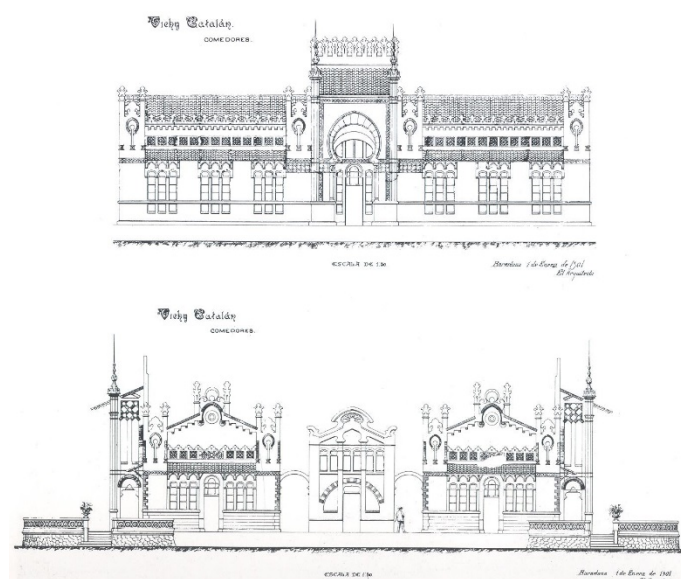 Vichy Catalán.
COMEDORES.
ESCALA DE 1:50
Barcelona 1 de Enero de 1901
El Arquitecto
Vichy Catalán.
COMEDORES.
ESCALA DE 1:50
Barcelona 1 de Enero de 1901